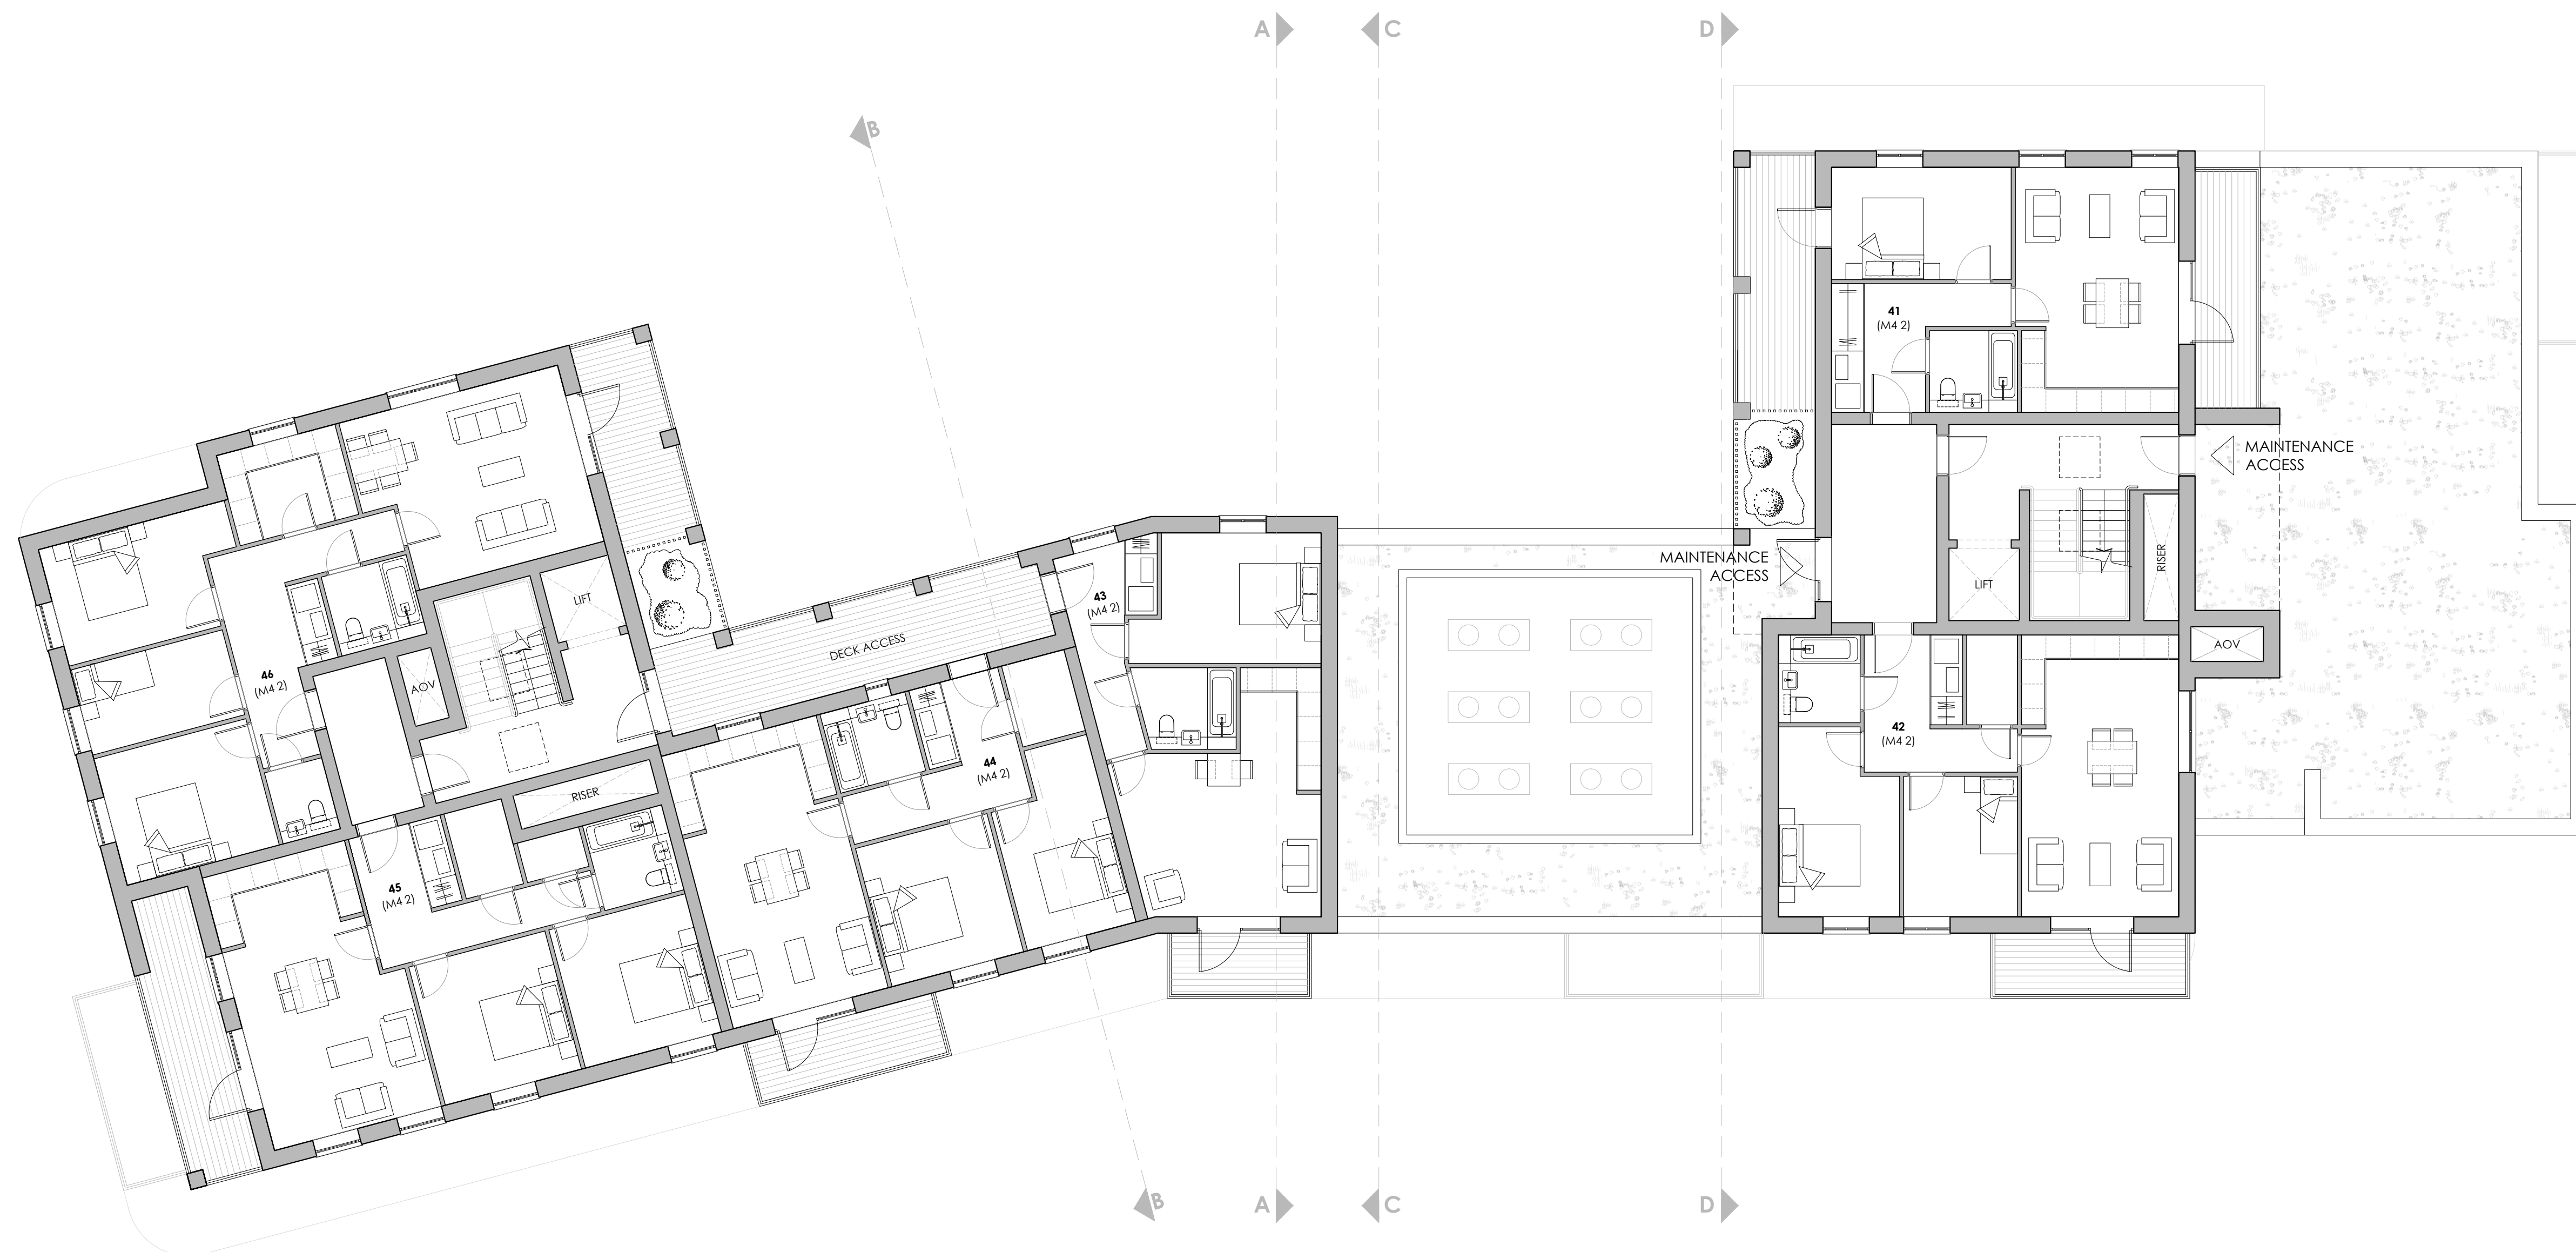 A
C
D
B
41
(M4 2)
MAINTENANCE
ACCESS
MAINTENANCE
ACCESS
RISER
LIFT
LIFT
43
(M4 2)
DECK ACCESS
46
(M4 2)
AOV
AOV
42
(M4 2)
44
(M4 2)
RISER
45
(M4 2)
B
A
C
D